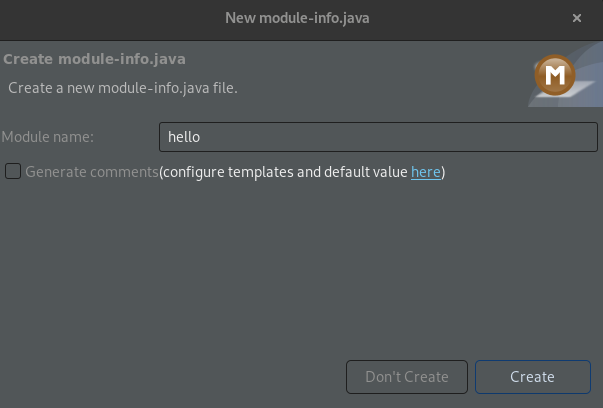 New module-info.java
×
Create module-info.java
Create a new module-info.java file.
M
Module name: hello
Generate comments(configure templates and default value here)
Don't Create Create